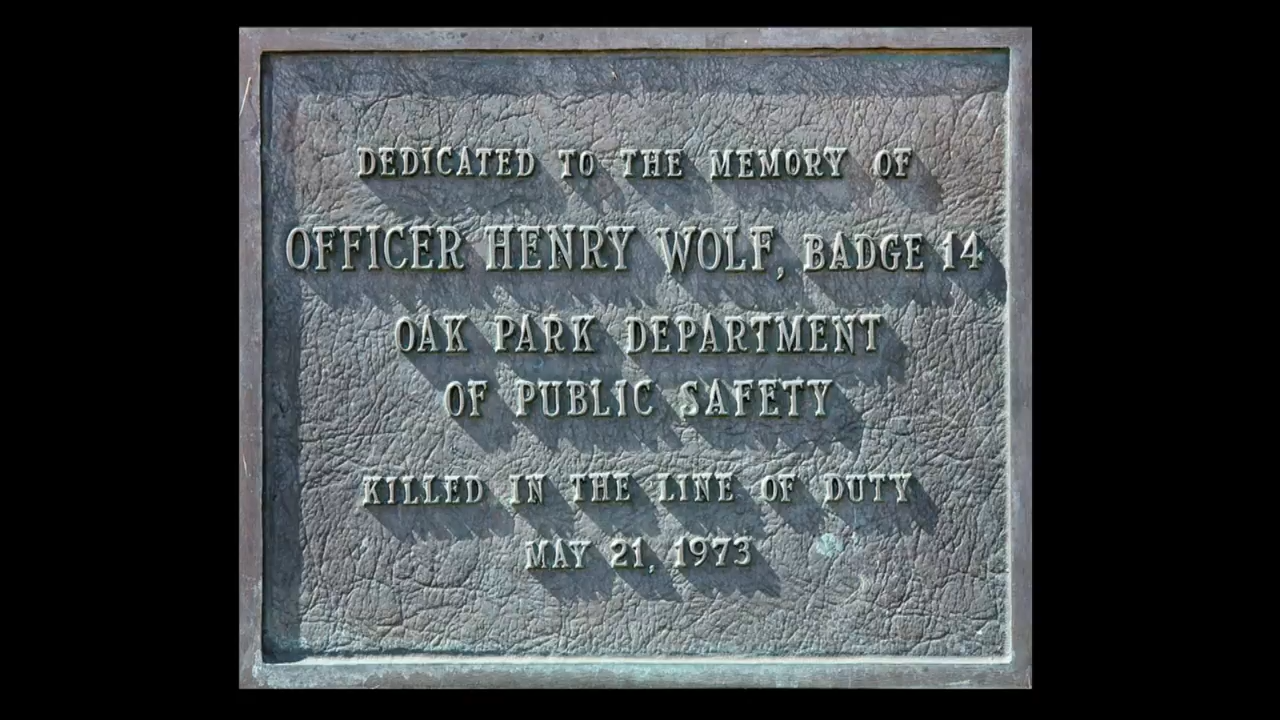 DEDICATED TO THE MEMORY OF
OFFICER HENRY WOLF, BADGE 14
OAK PARK DEPARTMENT
OF PUBLIC SAFETY
KILLED IN THE LINE OF DUTY
MAY 21, 1973